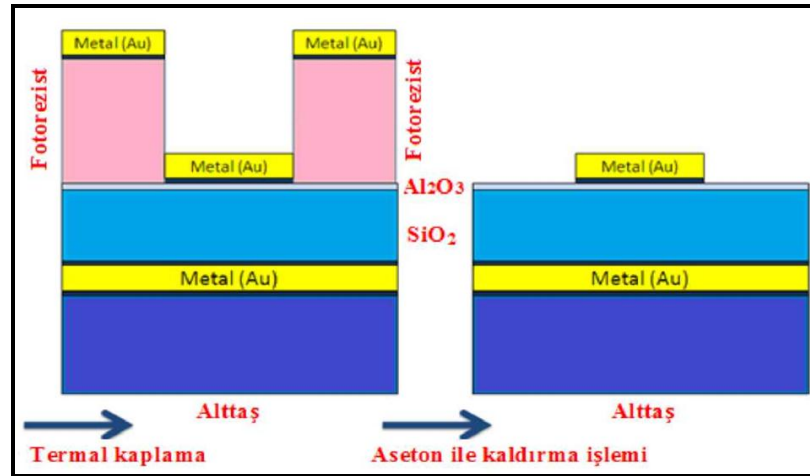 Metal (Au)
Metal (Au)
Fotorezist
Fotorezist
Metal (Au)
Metal (Au)
Al2O3
SiO2
Metal (Au)
Metal (Au)
Alttaş
Alttaş
Termal kaplama
Aseton ile kaldırma işlemi